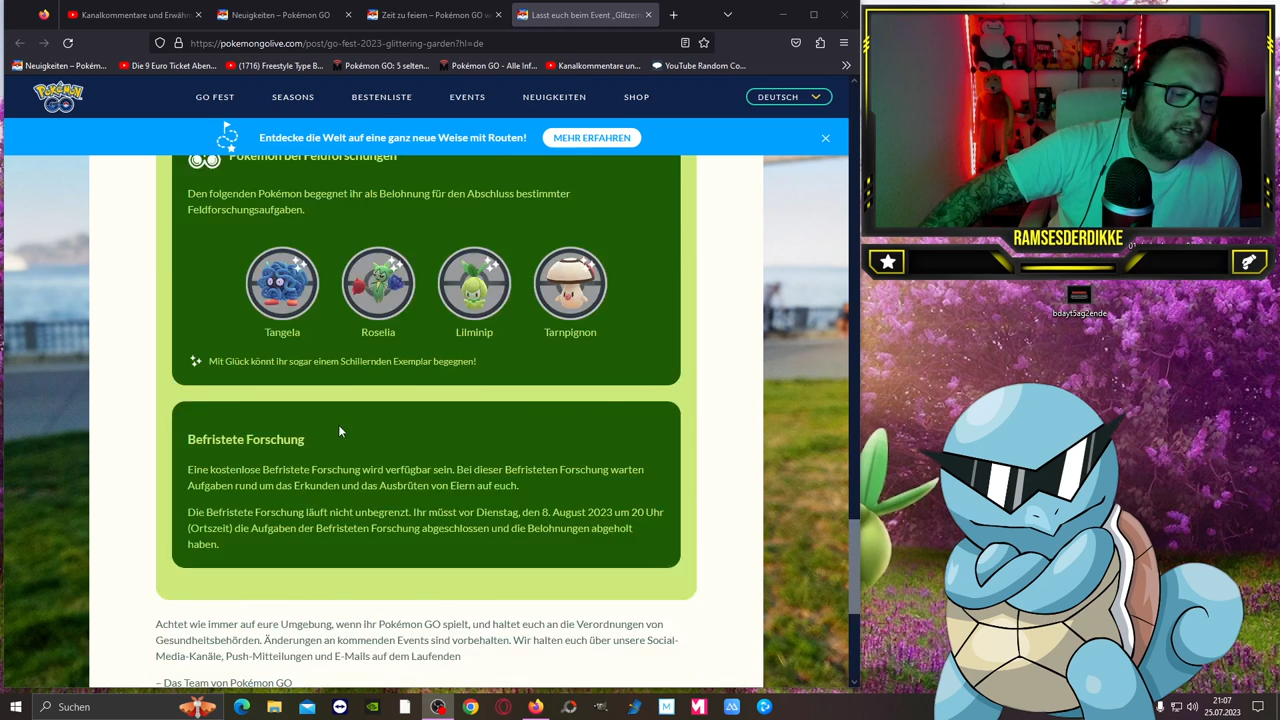 Kanalkommentare und Erwähn
Neuigkeiten – Pokémon GO
Zeit zu feiern – Pokémon GO w
Lasst euch beim Event „Glitzern
https://pokemongolive.com/post/go-fest-2023-glittering-garden?hl=de
Neuigkeiten – Pokém...
Die 9 Euro Ticket Aben...
(1716) Freestyle Type B...
Pokémon GO: 5 selten...
Pokémon GO - Alle Inf...
Kanalkommentare un...
YouTube Random Co...
Pokémon GO
GO FEST
SEASONS
BESTENLISTE
EVENTS
NEUIGKEITEN
SHOP
DEUTSCH
Entdecke die Welt auf eine ganz neue Weise mit Routen!
MEHR ERFAHREN
Pokémon bei Feldforschungen
Den folgenden Pokémon begegnet ihr als Belohnung für den Abschluss bestimmter
Feldforschungsaufgaben.
Tangela
Roselia
Lilminip
Tarnpignon
Mit Glück könnt ihr sogar einem Schillernden Exemplar begegnen!
Befristete Forschung
Eine kostenlose Befristete Forschung wird verfügbar sein. Bei dieser Befristeten Forschung warten
Aufgaben rund um das Erkunden und das Ausbrüten von Eiern auf euch.
Die Befristete Forschung läuft nicht unbegrenzt. Ihr müsst vor Dienstag, den 8. August 2023 um 20 Uhr
(Ortszeit) die Aufgaben der Befristeten Forschung abgeschlossen und die Belohnungen abgeholt
haben.
Achtet wie immer auf eure Umgebung, wenn ihr Pokémon GO spielt, und haltet euch an die Verordnungen von
Gesundheitsbehörden. Änderungen an kommenden Events sind vorbehalten. Wir halten euch über unsere Social-
Media-Kanäle, Push-Mitteilungen und E-Mails auf dem Laufenden
– Das Team von Pokémon GO
RAMSESDERDIKKE
bdayt5ag2ende
Suchen
21:07
25.07.2023